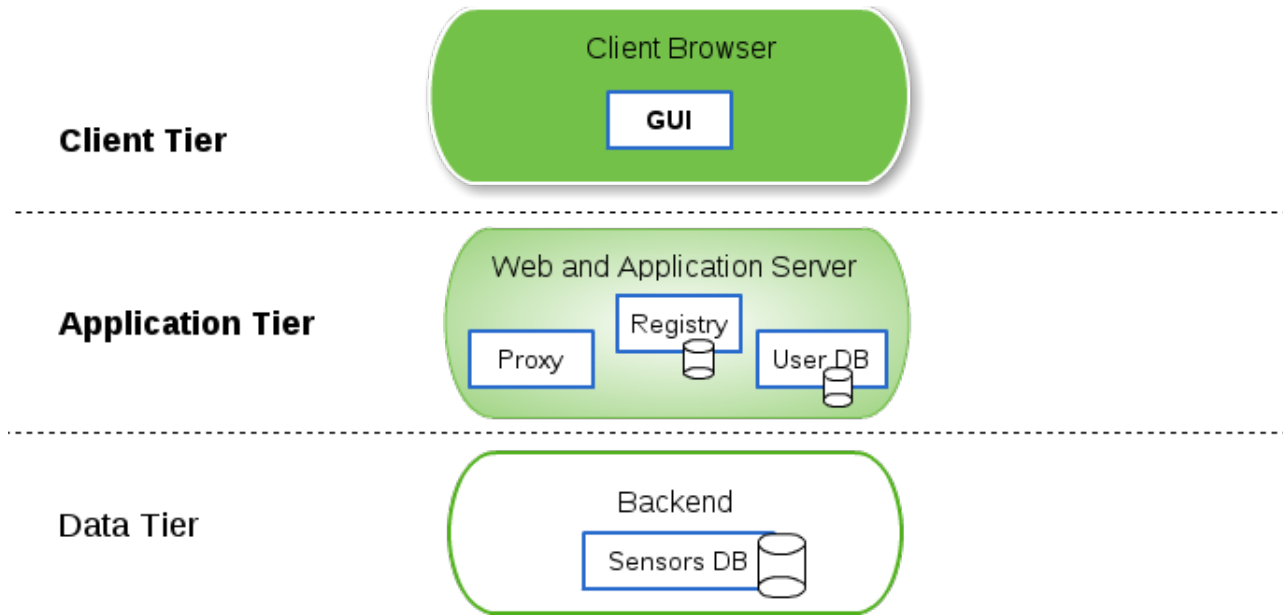 Client Browser
GUI
Client Tier
Web and Application Server
Registry
Application Tier
Proxy
User DB
Data Tier
Backend
Sensors DB